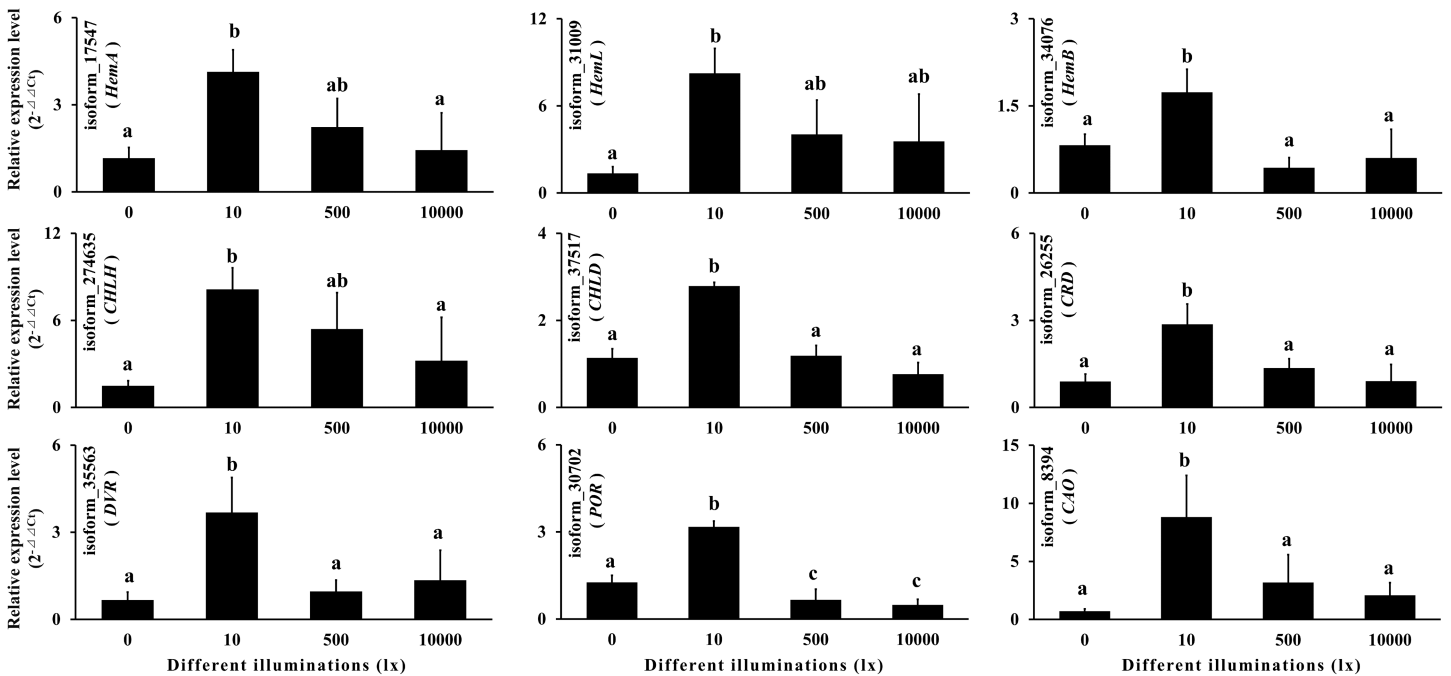 Relative expression level
(2-⊿⊿Ct)
isoform_17547
( HemA )
6
3
0
a
b
ab
a
0 10 500 10000
isoform_31009
( HemL )
12
6
0
a
b
ab
ab
0 10 500 10000
isoform_34076
( HemB )
3
1.5
0
a
b
a
a
0 10 500 10000
Relative expression level
(2-⊿⊿Ct)
isoform_274635
( CHLH )
12
6
0
a
b
ab
a
0 10 500 10000
isoform_37517
( CHLD )
4
2
0
a
b
a
a
0 10 500 10000
isoform_26255
( CRD )
6
3
0
a
b
a
a
0 10 500 10000
Relative expression level
(2-⊿⊿Ct)
isoform_35563
( DVR )
6
3
0
a
b
a
a
0 10 500 10000
Different illuminations (lx)
isoform_30702
( POR )
6
3
0
a
b
c
c
0 10 500 10000
Different illuminations (lx)
isoform_8394
( CAO )
15
10
5
0
a
b
a
a
0 10 500 10000
Different illuminations (lx)